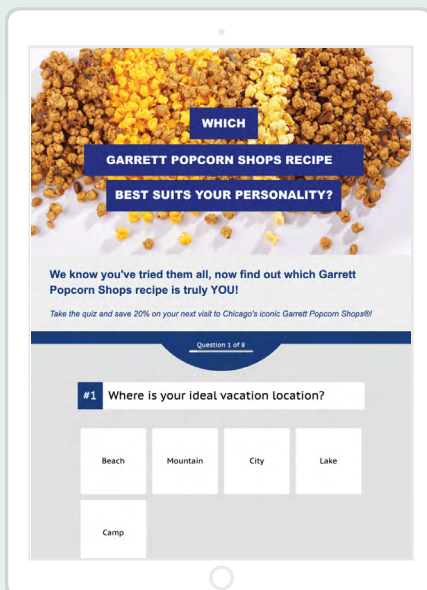 WHICH
GARRETT POPCORN SHOPS RECIPE
BEST SUITS YOUR PERSONALITY?
We know you've tried them all, now find out which Garrett
Popcorn Shops recipe is truly YOU!
Take the quiz and save 20% on your next visit to Chicago's iconic Garrett Popcorn Shops®!
Question 1 of 8
#1 Where is your ideal vacation location?
Beach Mountain City Lake
Camp